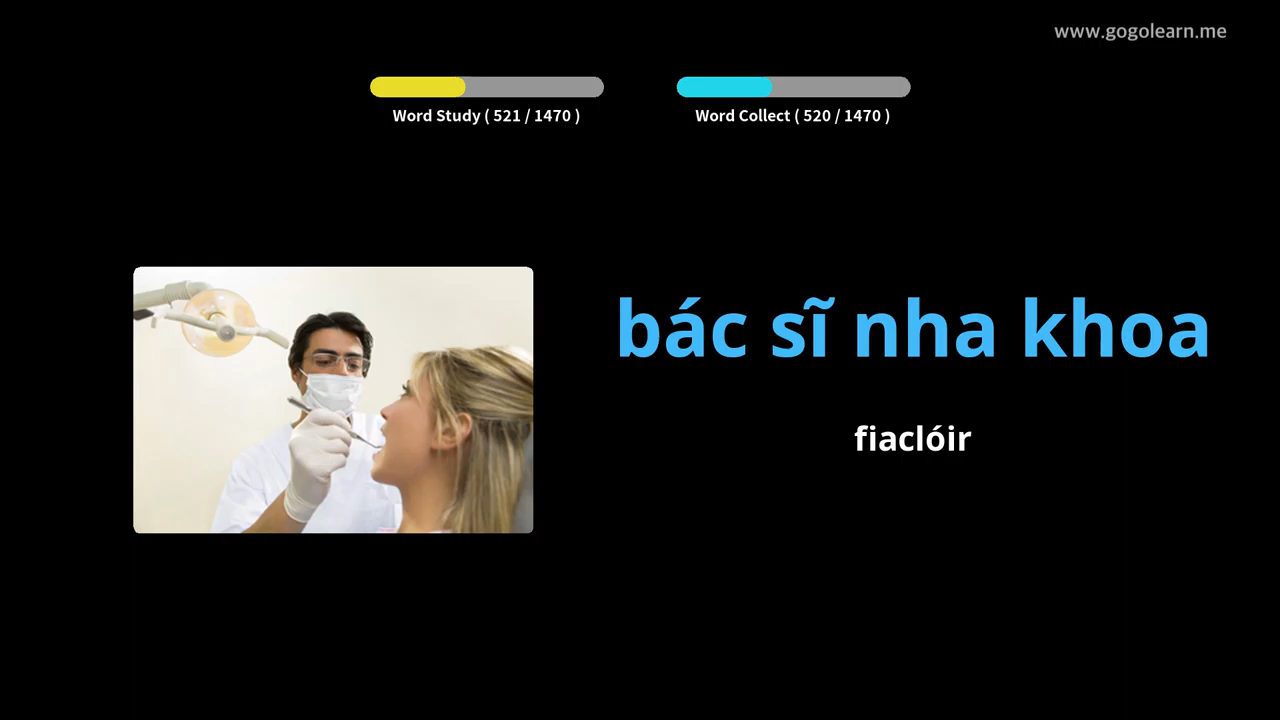 www.gogolearn.me
Word Study ( 521 / 1470 )
Word Collect ( 520 / 1470 )
bác sĩ nha khoa
fiaclóir